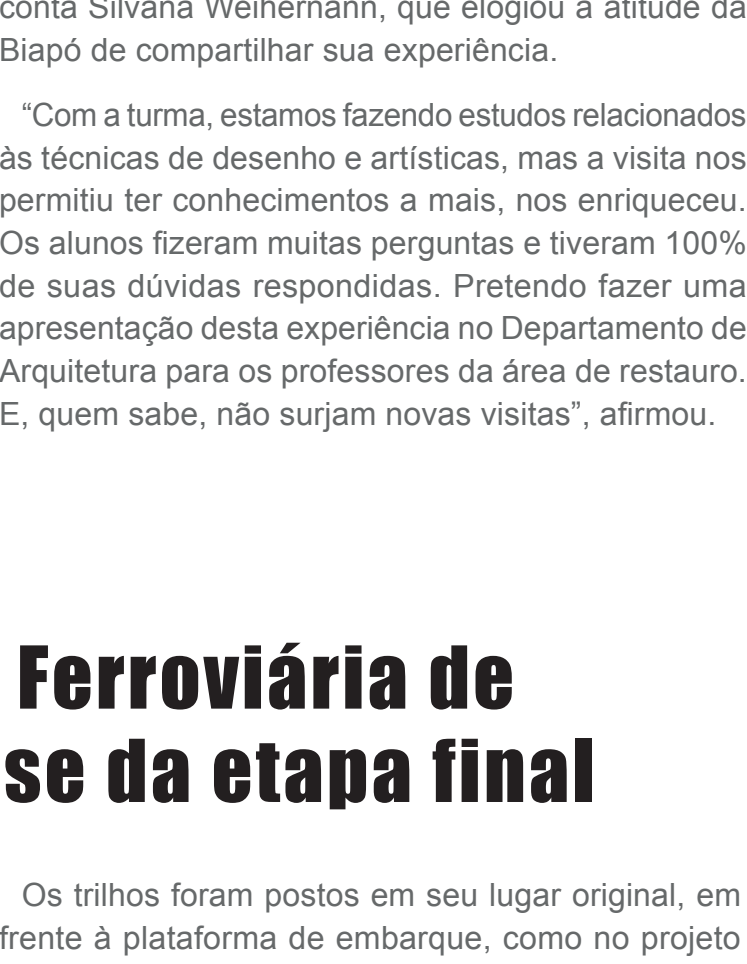 conta Silvana Weihernann, que elogiou a atitude da
Biapó de compartilhar sua experiência.
“Com a turma, estamos fazendo estudos relacionados
às técnicas de desenho e artísticas, mas a visita nos
permitiu ter conhecimentos a mais, nos enriqueceu.
Os alunos fizeram muitas perguntas e tiveram 100%
de suas dúvidas respondidas. Pretendo fazer uma
apresentação desta experiência no Departamento de
Arquitetura para os professores da área de restauro.
E, quem sabe, não surjam novas visitas”, afirmou.
Ferroviária de
se da etapa final
Os trilhos foram postos em seu lugar original, em
frente à plataforma de embarque, como no projeto